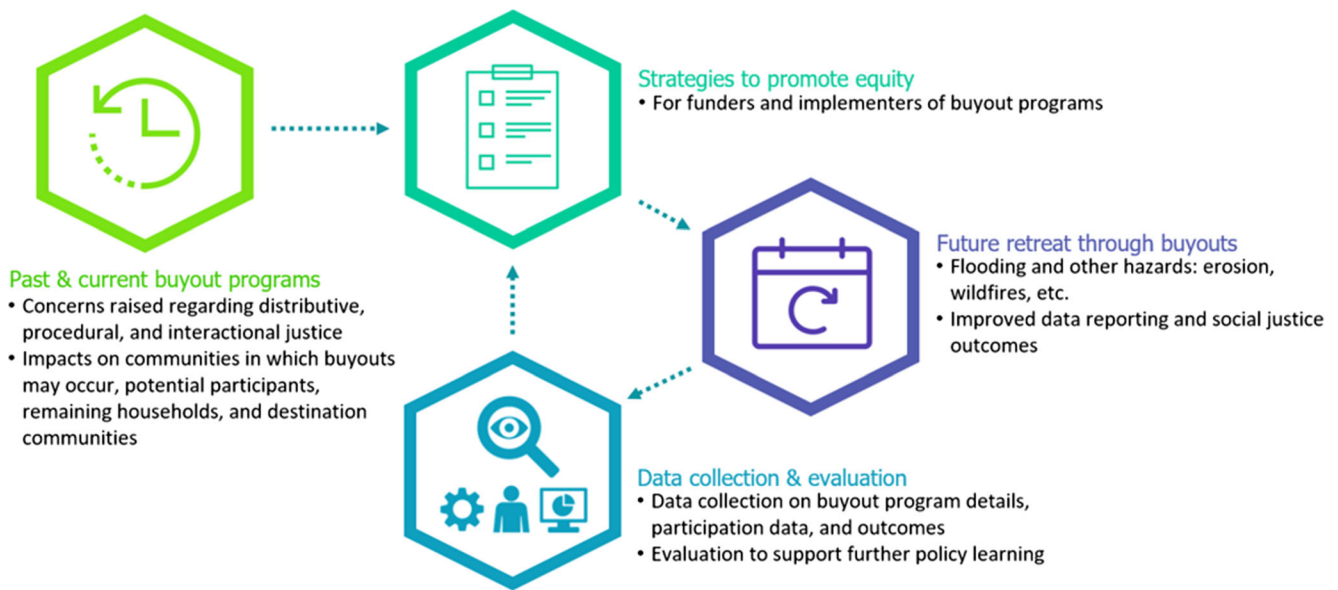 Past & current buyout programs
• Concerns raised regarding distributive,
procedural, and interactional justice
• Impacts on communities in which buyouts
may occur, potential participants,
remaining households, and destination
communities
Strategies to promote equity
• For funders and implementers of buyout programs
Future retreat through buyouts
• Flooding and other hazards: erosion,
wildfires, etc.
• Improved data reporting and social justice
outcomes
Data collection & evaluation
• Data collection on buyout program details,
participation data, and outcomes
• Evaluation to support further policy learning